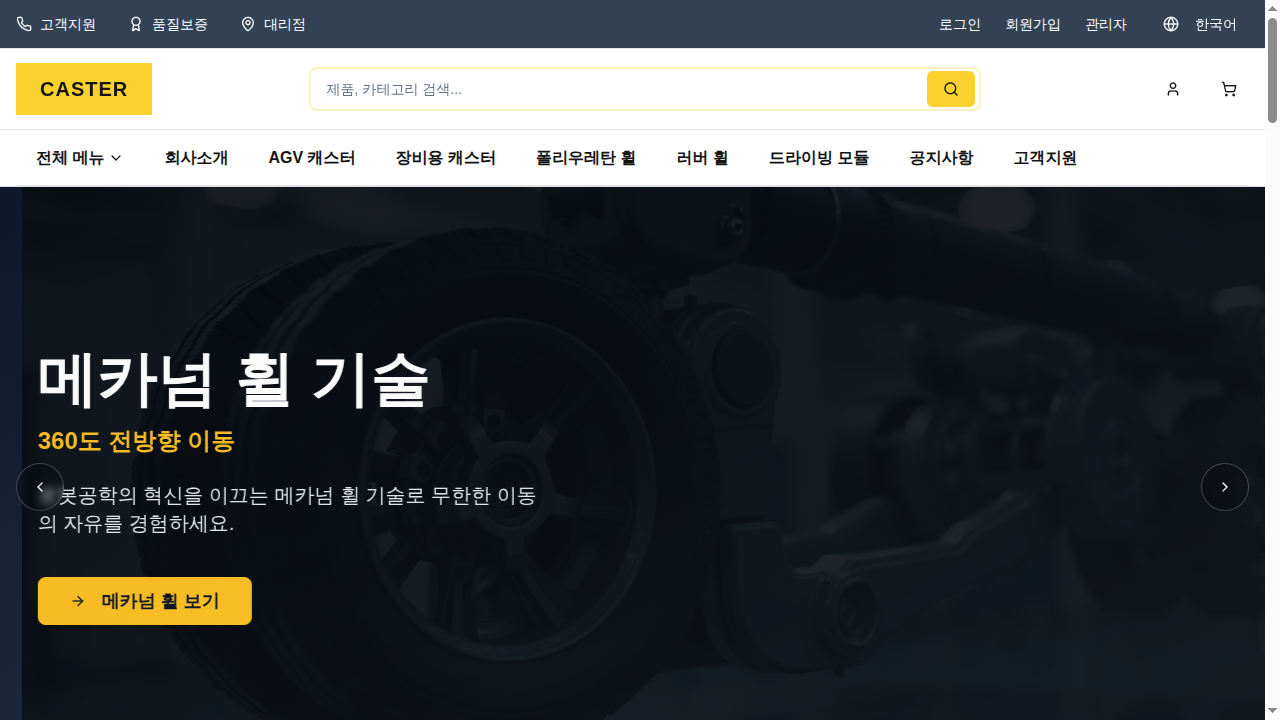 고객지원 품질보증 대리점 로그인 회원가입 관리자 한국어
CASTER 제품, 카테고리 검색...
전체 메뉴 회사소개 AGV 캐스터 장비용 캐스터 폴리우레탄 휠 러버 휠 드라이빙 모듈 공지사항 고객지원
메카넘 휠 기술
360도 전방향 이동
봇공학의 혁신을 이끄는 메카넘 휠 기술로 무한한 이동
의 자유를 경험하세요.
메카넘 휠 보기